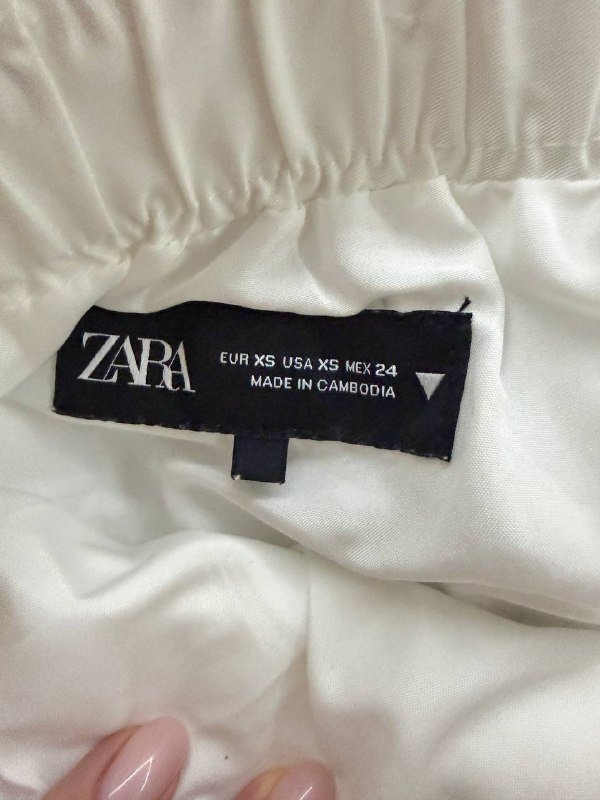 ZARA
EUR XS USA XS MEX 24
MADE IN CAMBODIA